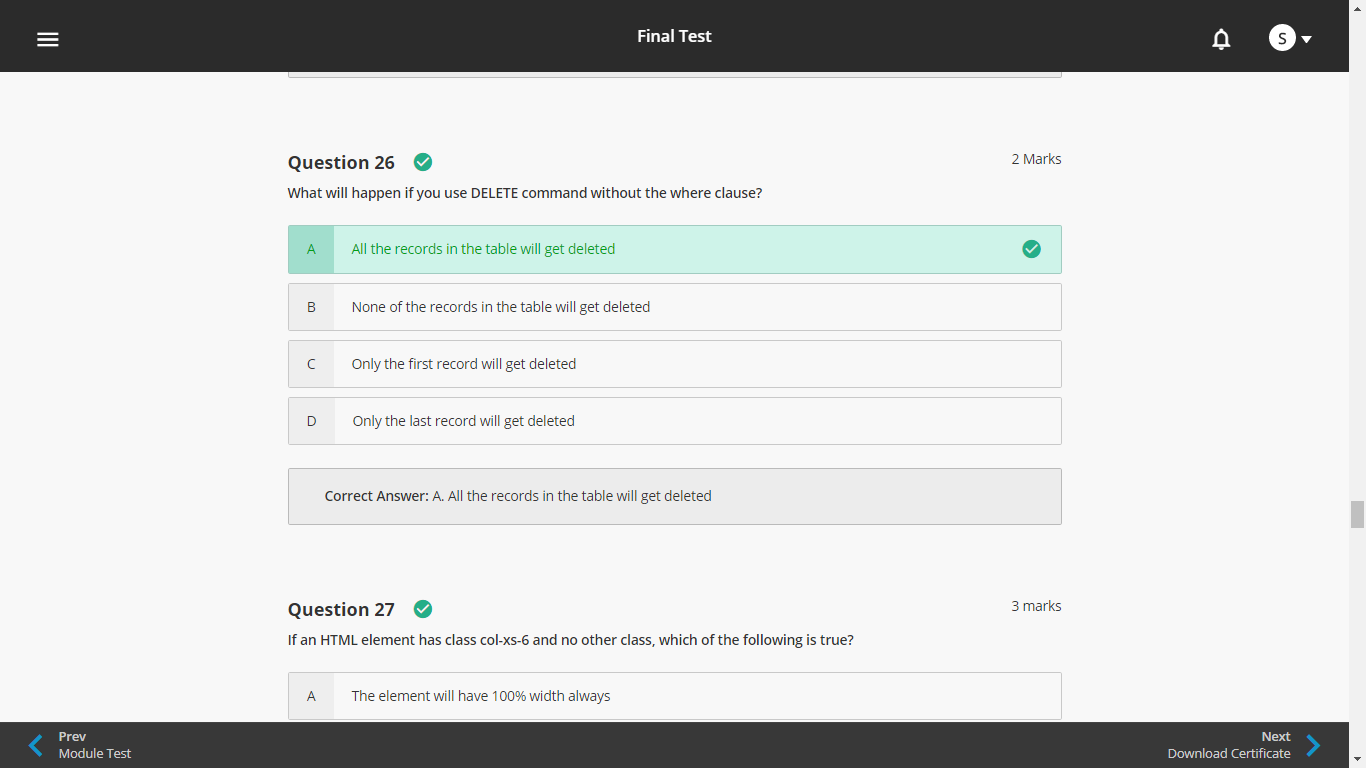 Final Test
S
Question 26
2 Marks
What will happen if you use DELETE command without the where clause?
A All the records in the table will get deleted
B None of the records in the table will get deleted
C Only the first record will get deleted
D Only the last record will get deleted
Correct Answer: A. All the records in the table will get deleted
Question 27
3 marks
If an HTML element has class col-xs-6 and no other class, which of the following is true?
A The element will have 100% width always
Prev
Module Test
Next
Download Certificate